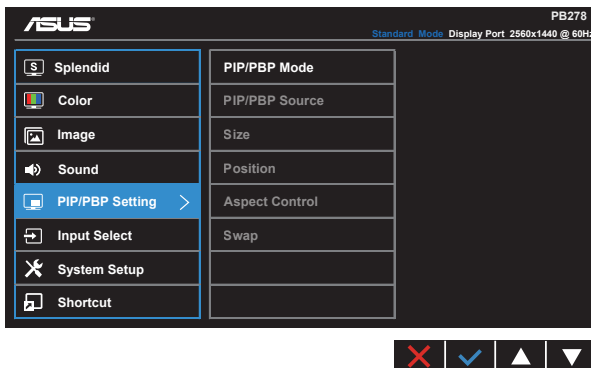 ASUS
PB278
Standard Mode Display Port 2560x1440 @ 60Hz
S Splendid
Color
Image
Sound
PIP/PBP Setting
Input Select
System Setup
Shortcut
PIP/PBP Mode
PIP/PBP Source
Size
Position
Aspect Control
Swap